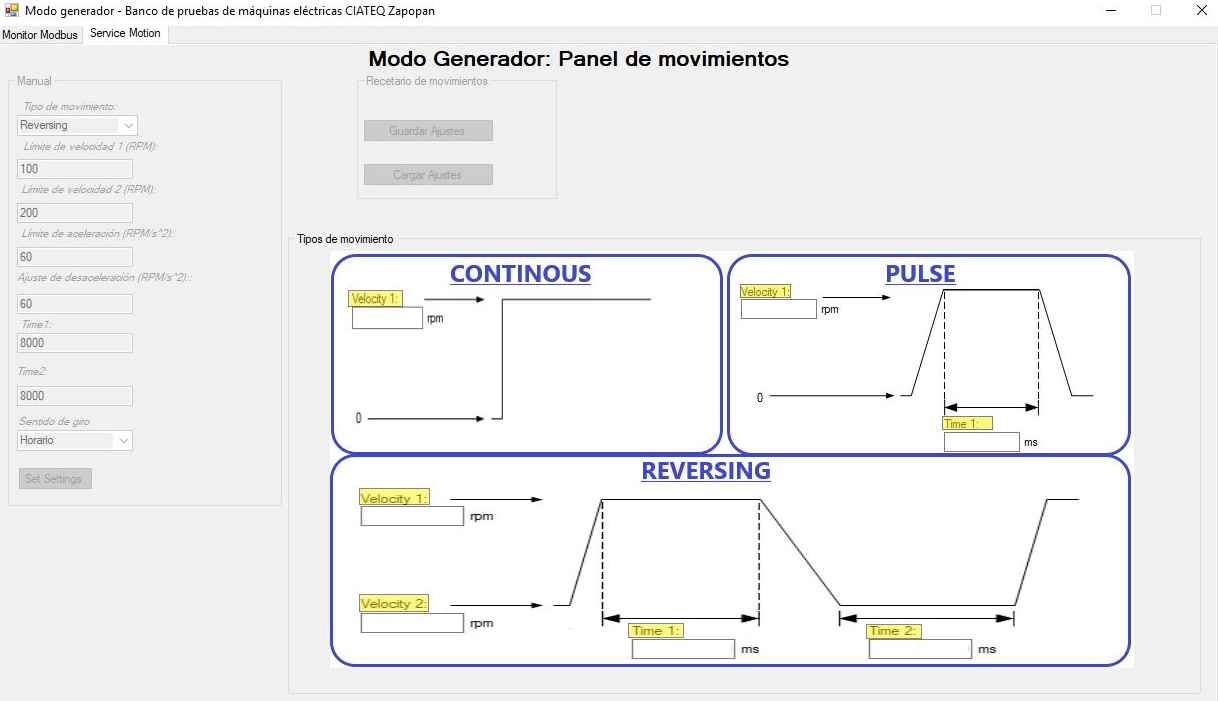 Modo generador - Banco de pruebas de máquinas eléctricas CIATEQ Zapopan
Monitor Modbus
Service Motion
Modo Generador: Panel de movimientos
Manual
Tipo de movimiento:
Reversing
Límite de velocidad 1 (RPM):
100
Límite de velocidad 2 (RPM):
200
Límite de aceleración (RPM/s^2):
60
Ajuste de desaceleración (RPM/s^2)::
60
Time1:
8000
Time2:
8000
Sentido de giro
Horario
Set Settings
Recetario de movimientos
Guardar Ajustes
Cargar Ajustes
Tipos de movimiento
CONTINOUS
Velocity 1:
rpm
0
PULSE
Velocity 1:
rpm
0
Time 1:
ms
REVERSING
Velocity 1:
rpm
Velocity 2:
rpm
Time 1:
ms
Time 2:
ms